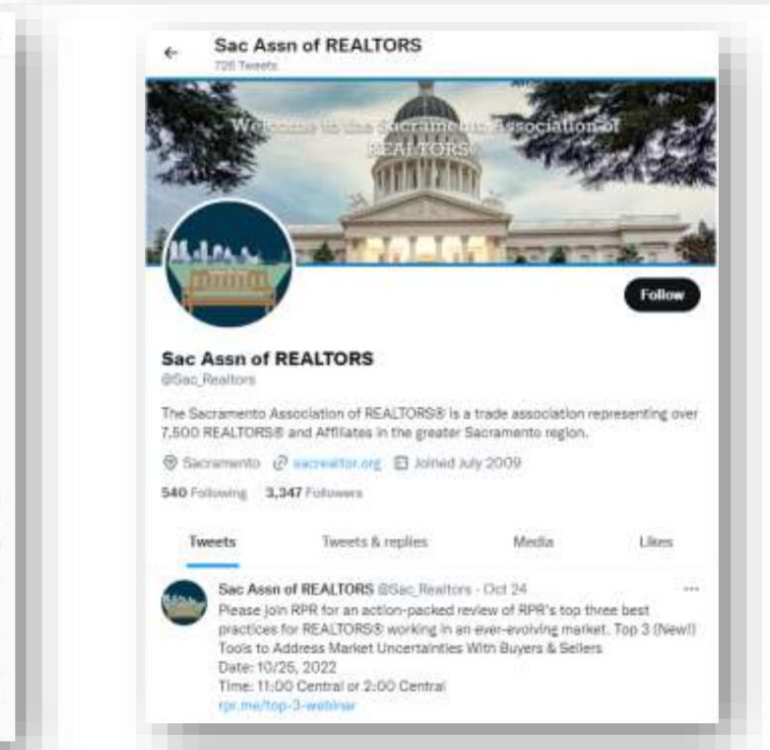 Sac Assn of REALTORS
726 Tweets
Welcome to the Sacramento Association of
REALTORS®
Follow
Sac Assn of REALTORS
@Sac_Realtors
The Sacramento Association of REALTORS® is a trade association representing over
7,500 REALTORS® and Affiliates in the greater Sacramento region.
Sacramento sacrealtor.org Joined July 2009
540 Following 3,347 Followers
Tweets Tweets & replies Media Likes
Sac Assn of REALTORS @Sac_Realtors · Oct 24
Please join RPR for an action-packed review of RPR's top three best
practices for REALTORS® working in an ever-evolving market. Top 3 (New!)
Tools to Address Market Uncertainties With Buyers & Sellers
Date: 10/25, 2022
Time: 11:00 Central or 2:00 Central
rpr.me/top-3-webinar